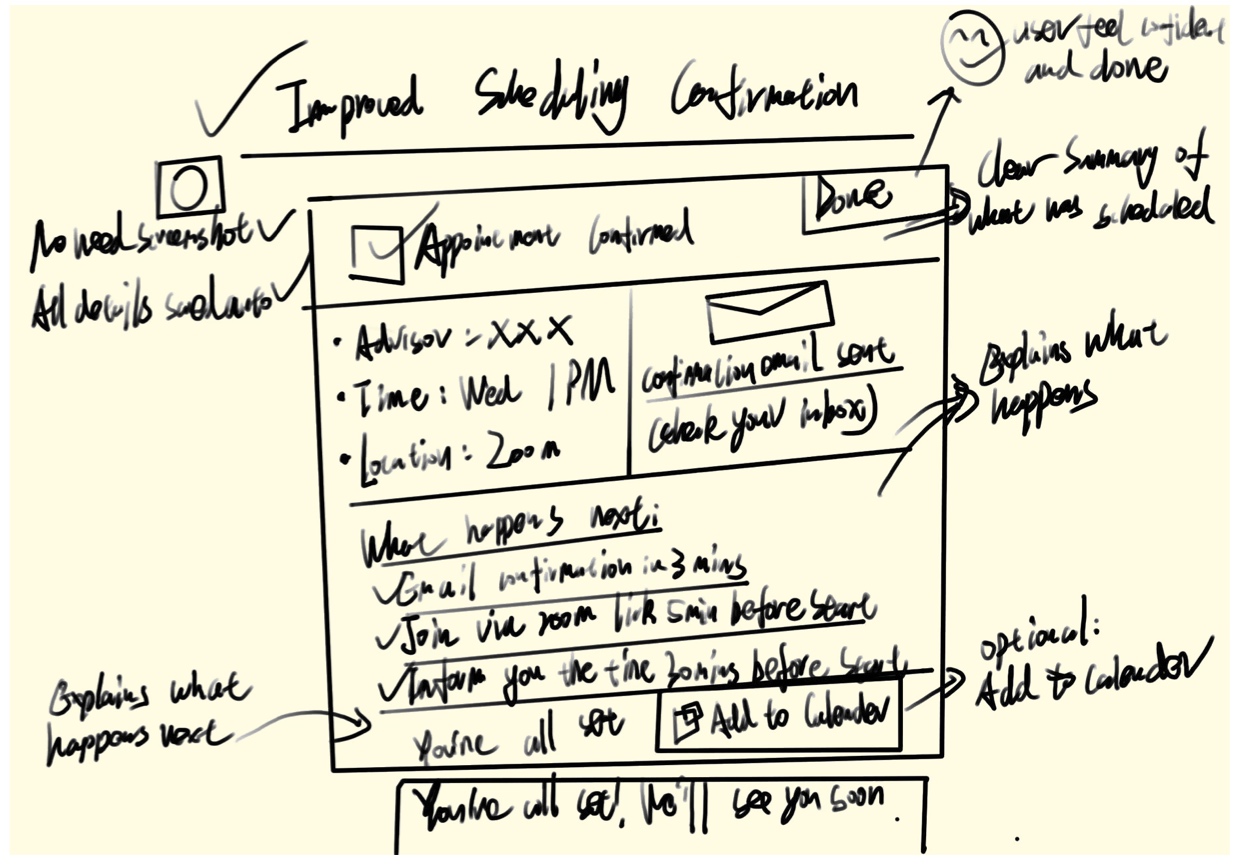 user feel confident
and done
Improved Scheduling Confirmation
Clear Summary of
what was scheduled
Done
No need screenshot
All details saved auto
Appointment confirmed
• Advisor: XXX
• Time: Wed 1PM
• Location: Zoom
confirmation email sent
(check your inbox)
Explains what
happens
What happens next:
Email confirmation in 3 mins
Join via zoom link 5min before start
Inform you the time 30mins before start
You're all set
Add to Calender
optional:
Add to Calender
Explains what
happens next
You're all set! We'll see you soon.